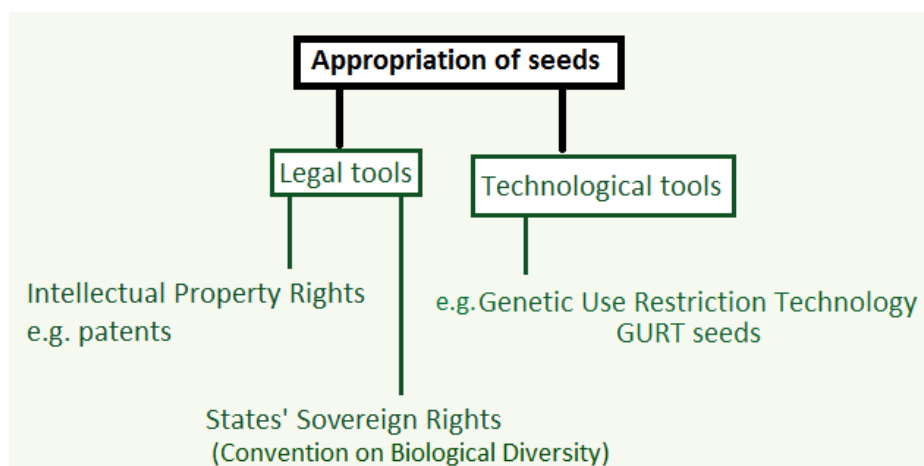 Appropriation of seeds
Legal tools
Technological tools
Intellectual Property Rights
e.g. patents
e.g. Genetic Use Restriction Technology
GURT seeds
States' Sovereign Rights
(Convention on Biological Diversity)